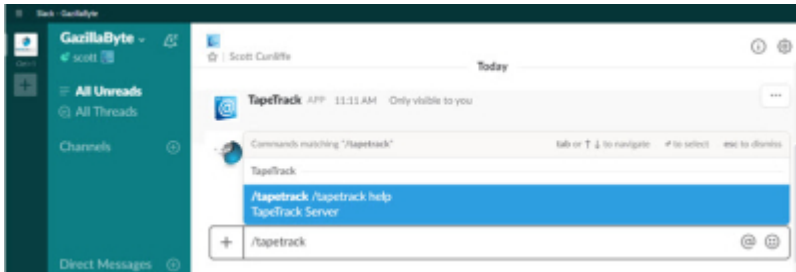 Slack - GazillaByte
GazillaByte
scott
All Unreads
All Threads
Channels
Direct Messages
Scott Cunliffe
Today
TapeTrack APP 11:11 AM Only visible to you
Commands matching "/tapetrack" tab or ↑ ↓ to navigate ↵ to select esc to dismiss
TapeTrack
/tapetrack /tapetrack help
TapeTrack Server
/tapetrack